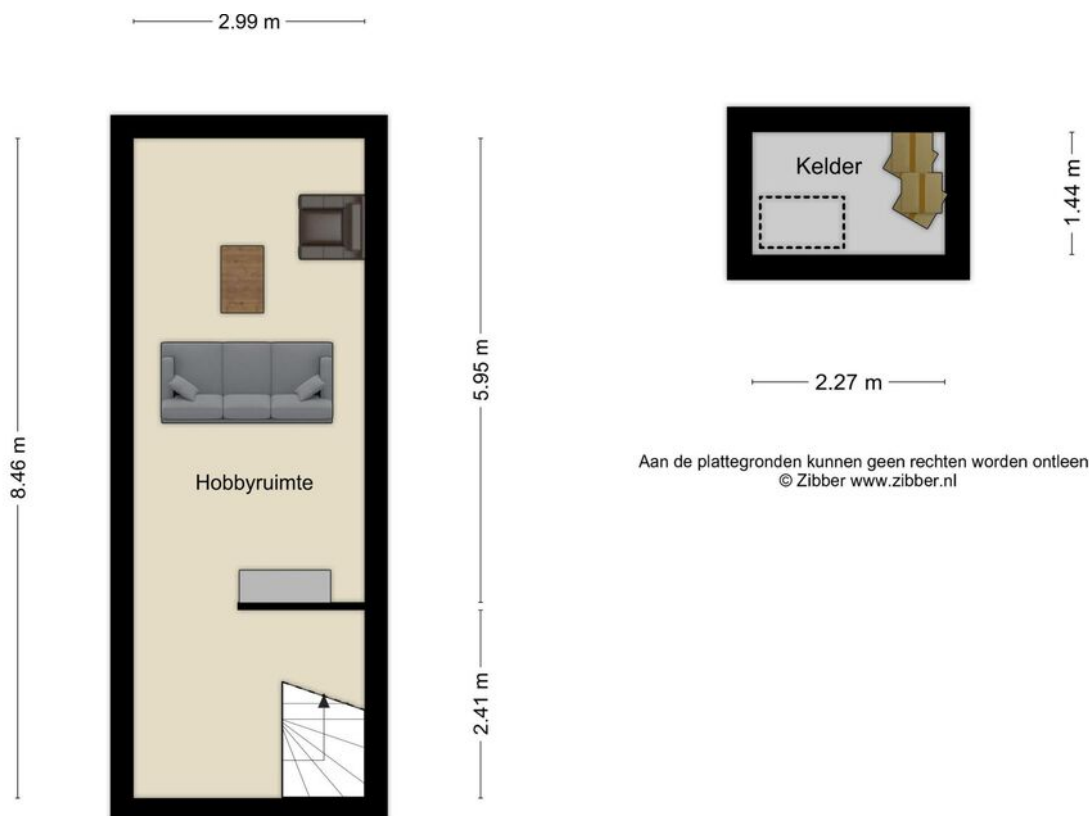 2.99 m
8.46 m
5.95 m
2.41 m
Hobbyruimte
Kelder
1.44 m
2.27 m
Aan de plattegronden kunnen geen rechten worden ontleen
© Zibber www.zibber.nl